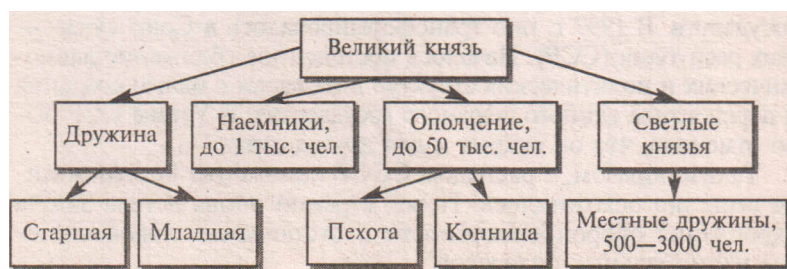 Великий князь
Дружина
Наемники,
до 1 тыс. чел.
Ополчение,
до 50 тыс. чел.
Светлые
князья
Старшая
Младшая
Пехота
Конница
Местные дружины,
500—3000 чел.